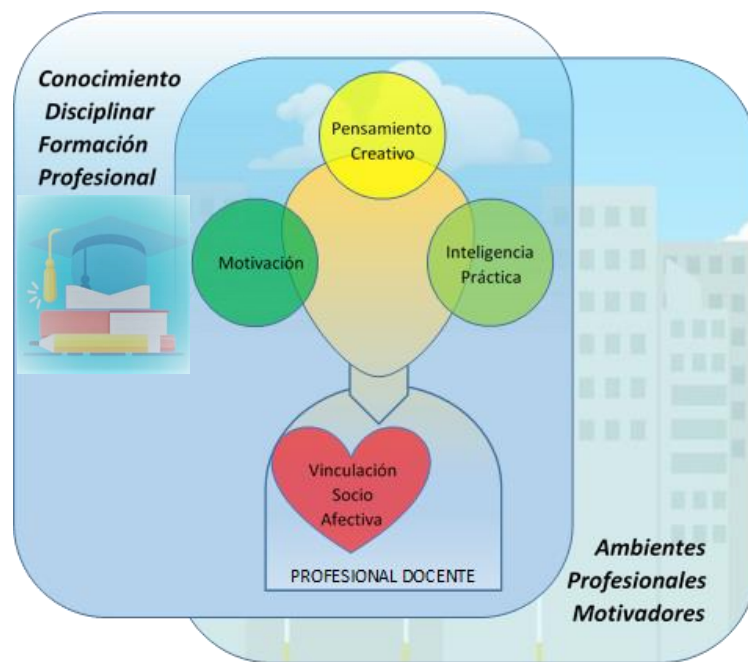 Conocimiento
Disciplinar
Formación
Profesional
Pensamiento
Creativo
Motivación
Inteligencia
Práctica
Vinculación
Socio
Afectiva
PROFESIONAL DOCENTE
Ambientes
Profesionales
Motivadores